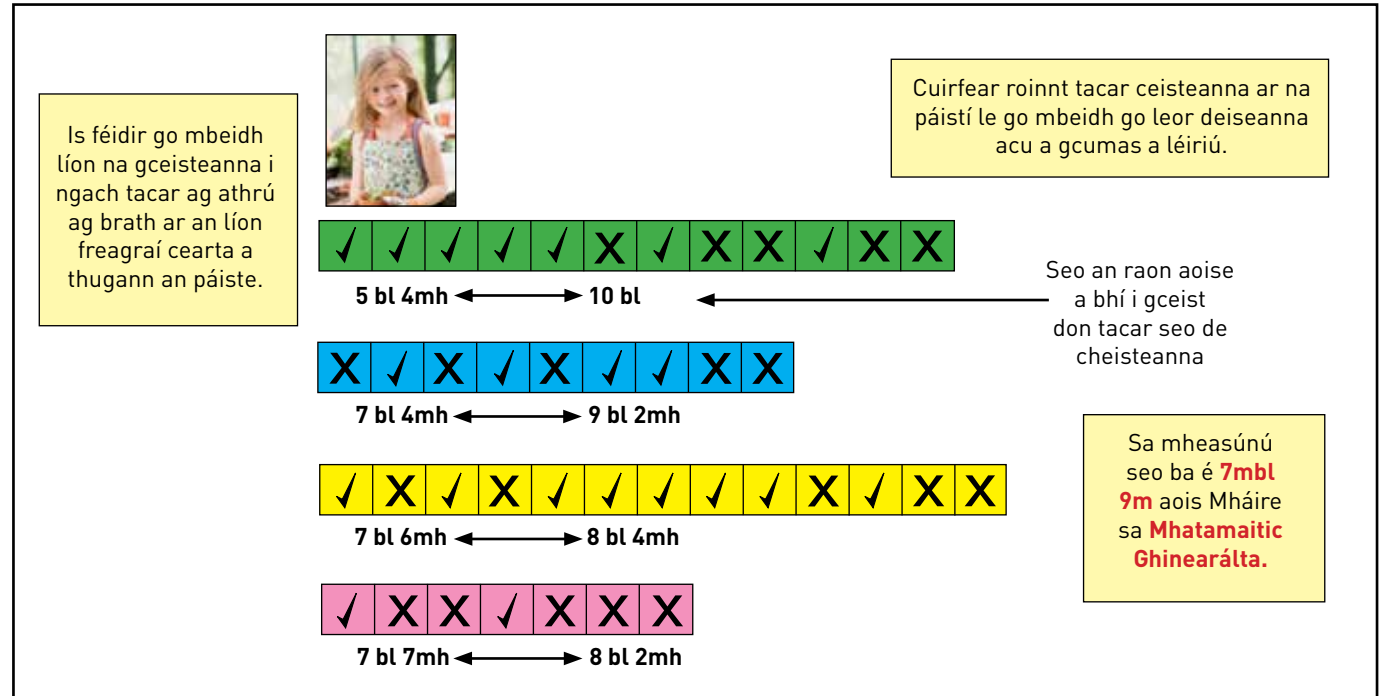 Is féidir go mbeidh
líon na gceisteanna i
ngach tacar ag athrú
ag brath ar an líon
freagraí cearta a
thugann an páiste.
Cuirfear roinnt tacar ceisteanna ar na
páistí le go mbeidh go leor deiseanna
acu a gcumas a léiriú.
✓ ✓ ✓ ✓ ✓ X ✓ X X ✓ X X
5 bl 4mh 10 bl
Seo an raon aoise
a bhí i gceist
don tacar seo de
cheisteanna
X ✓ X ✓ X ✓ ✓ X X
7 bl 4mh 9 bl 2mh
✓ X ✓ X ✓ ✓ ✓ ✓ ✓ X ✓ X X
7 bl 6mh 8 bl 4mh
Sa mheasúnú
seo ba é 7mbl
9m aois Mháire
sa Mhatamaitic
Ghinearálta.
✓ X X ✓ X X X
7 bl 7mh 8 bl 2mh